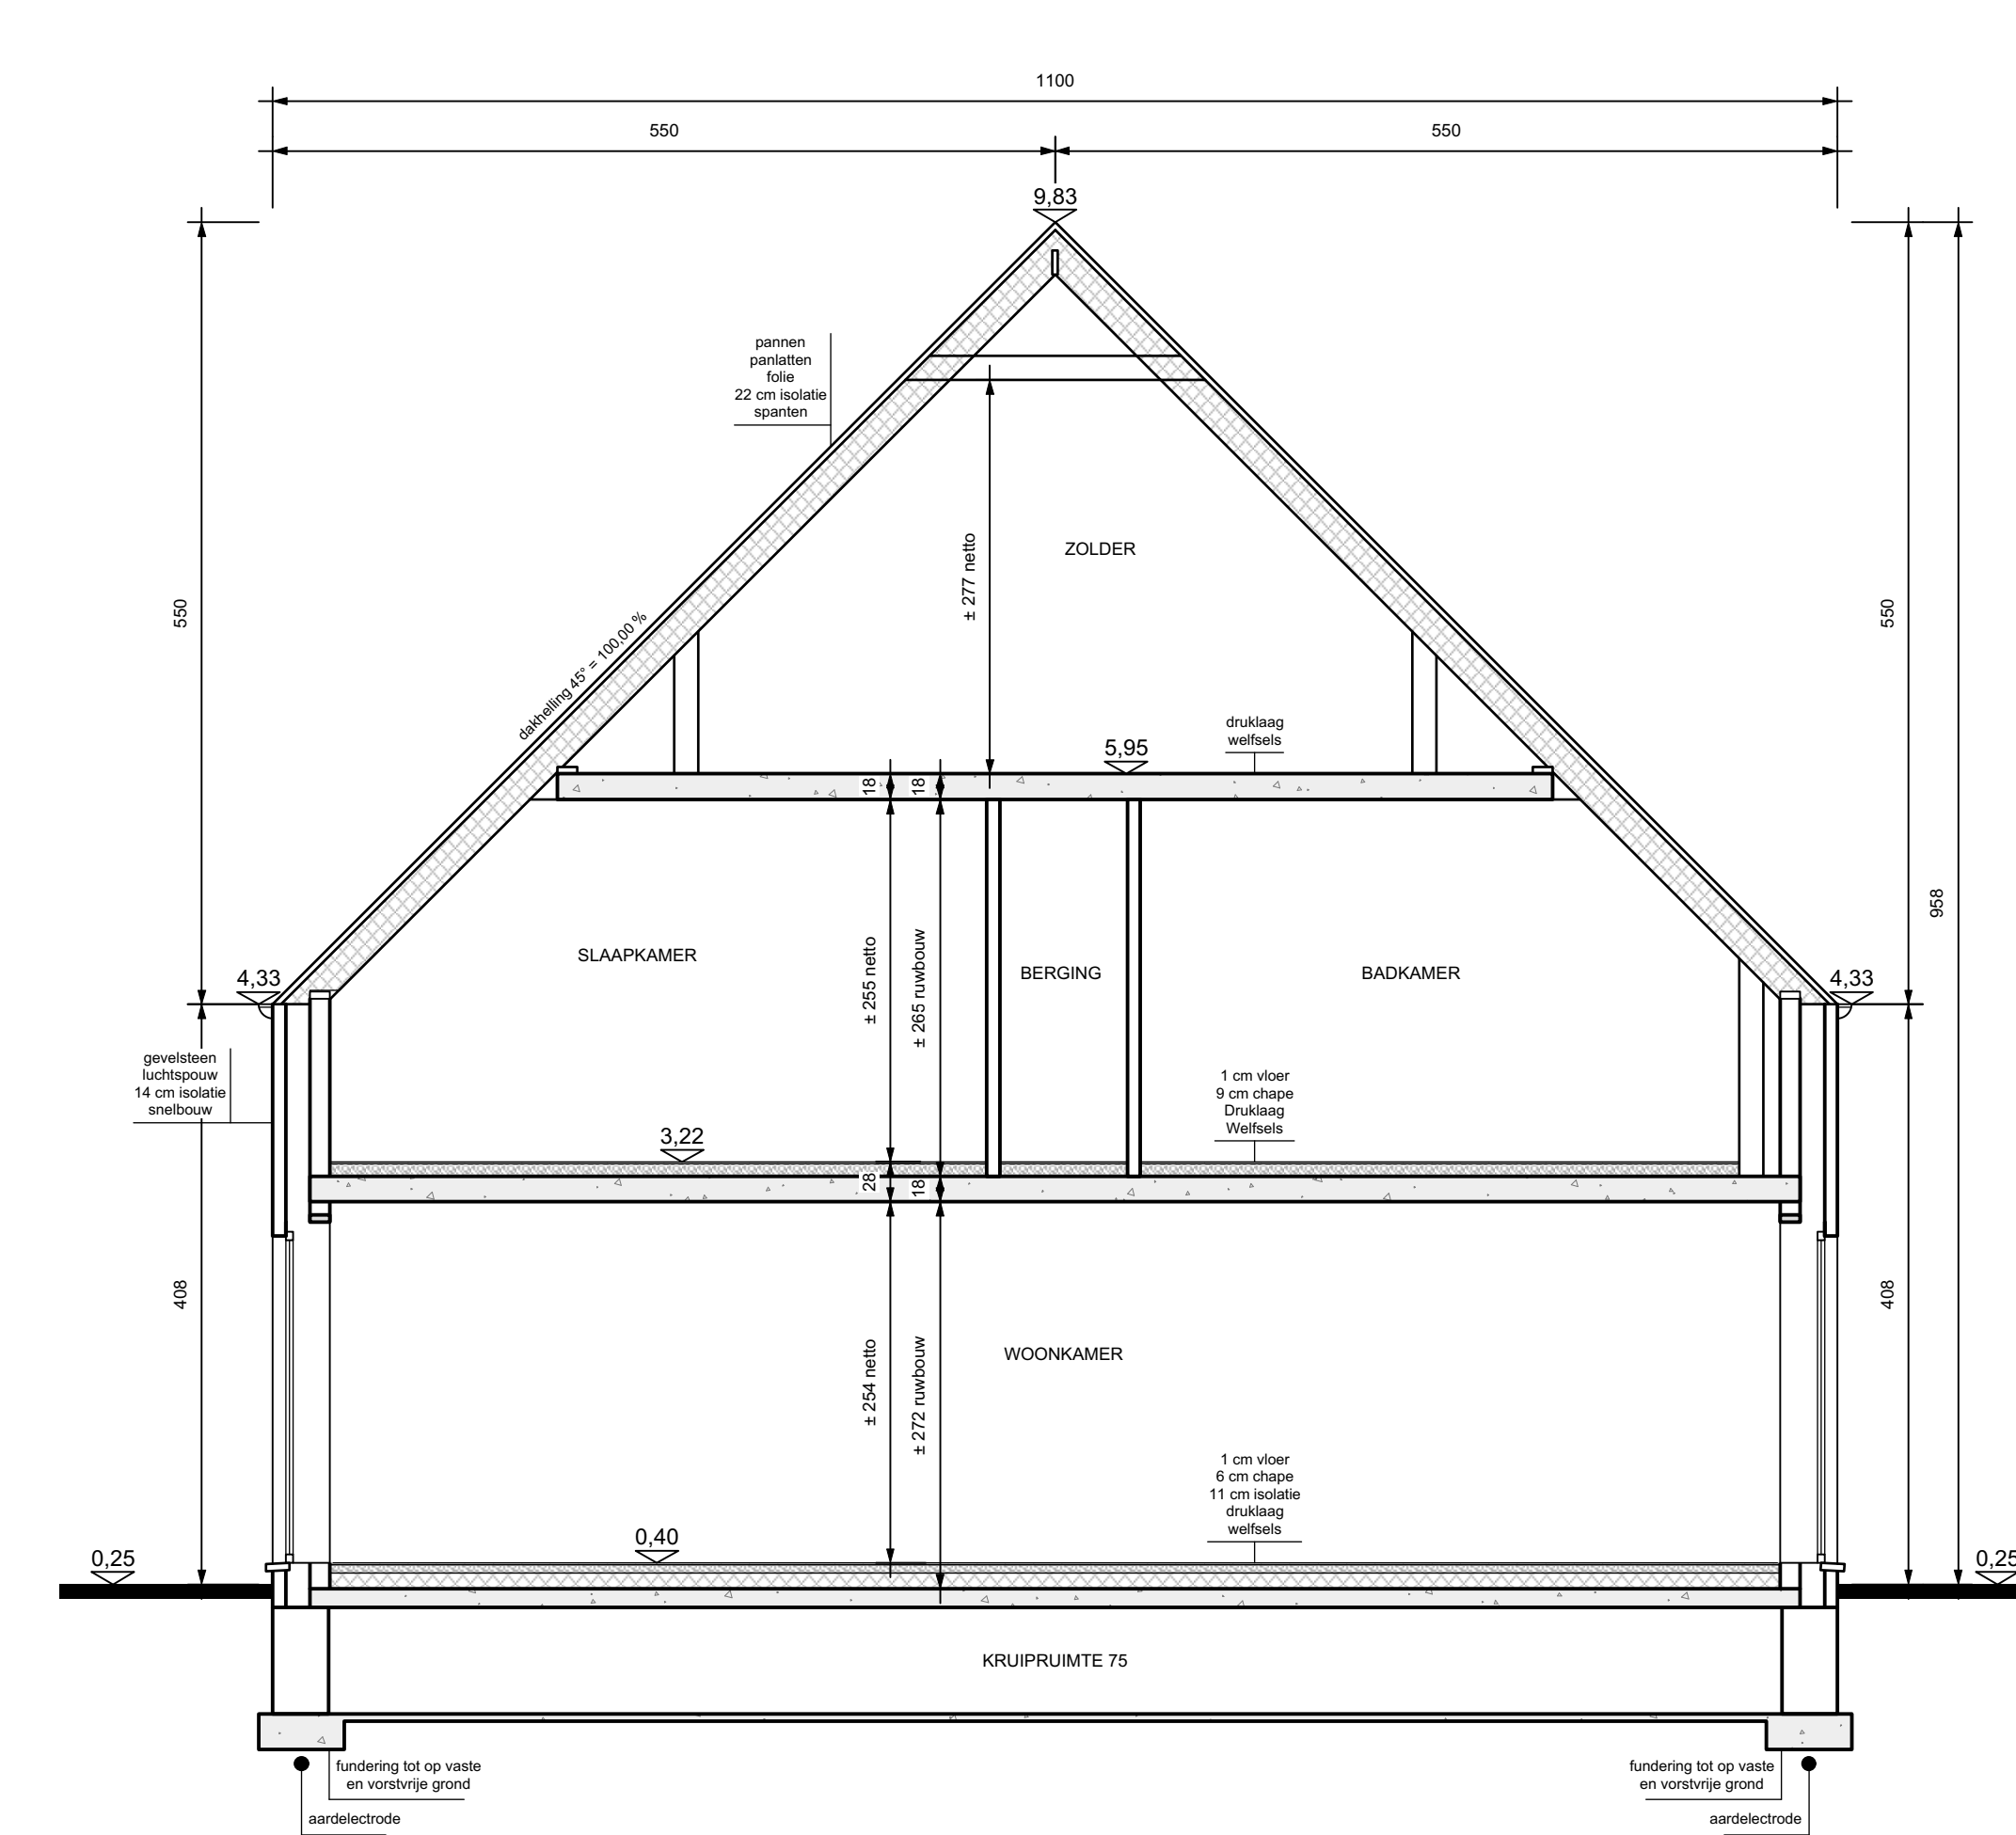 1100
550
550
9,83
pannen
panlatten
folie
22 cm isolatie
spanten
ZOLDER
± 277 netto
550
550
dakhelling 45° = 100,00 %
druklaag
welfsels
5,95
18
18
958
SLAAPKAMER
± 255 netto
± 265 ruwbouw
BERGING
BADKAMER
4,33
4,33
gevelsteen
luchtspouw
14 cm isolatie
snelbouw
1 cm vloer
9 cm chape
Druklaag
Welfsels
3,22
28
18
408
408
± 254 netto
± 272 ruwbouw
WOONKAMER
1 cm vloer
6 cm chape
11 cm isolatie
druklaag
welfsels
0,40
0,25
0,25
KRUIPRUIMTE 75
fundering tot op vaste
en vorstvrije grond
aardelectrode
fundering tot op vaste
en vorstvrije grond
aardelectrode